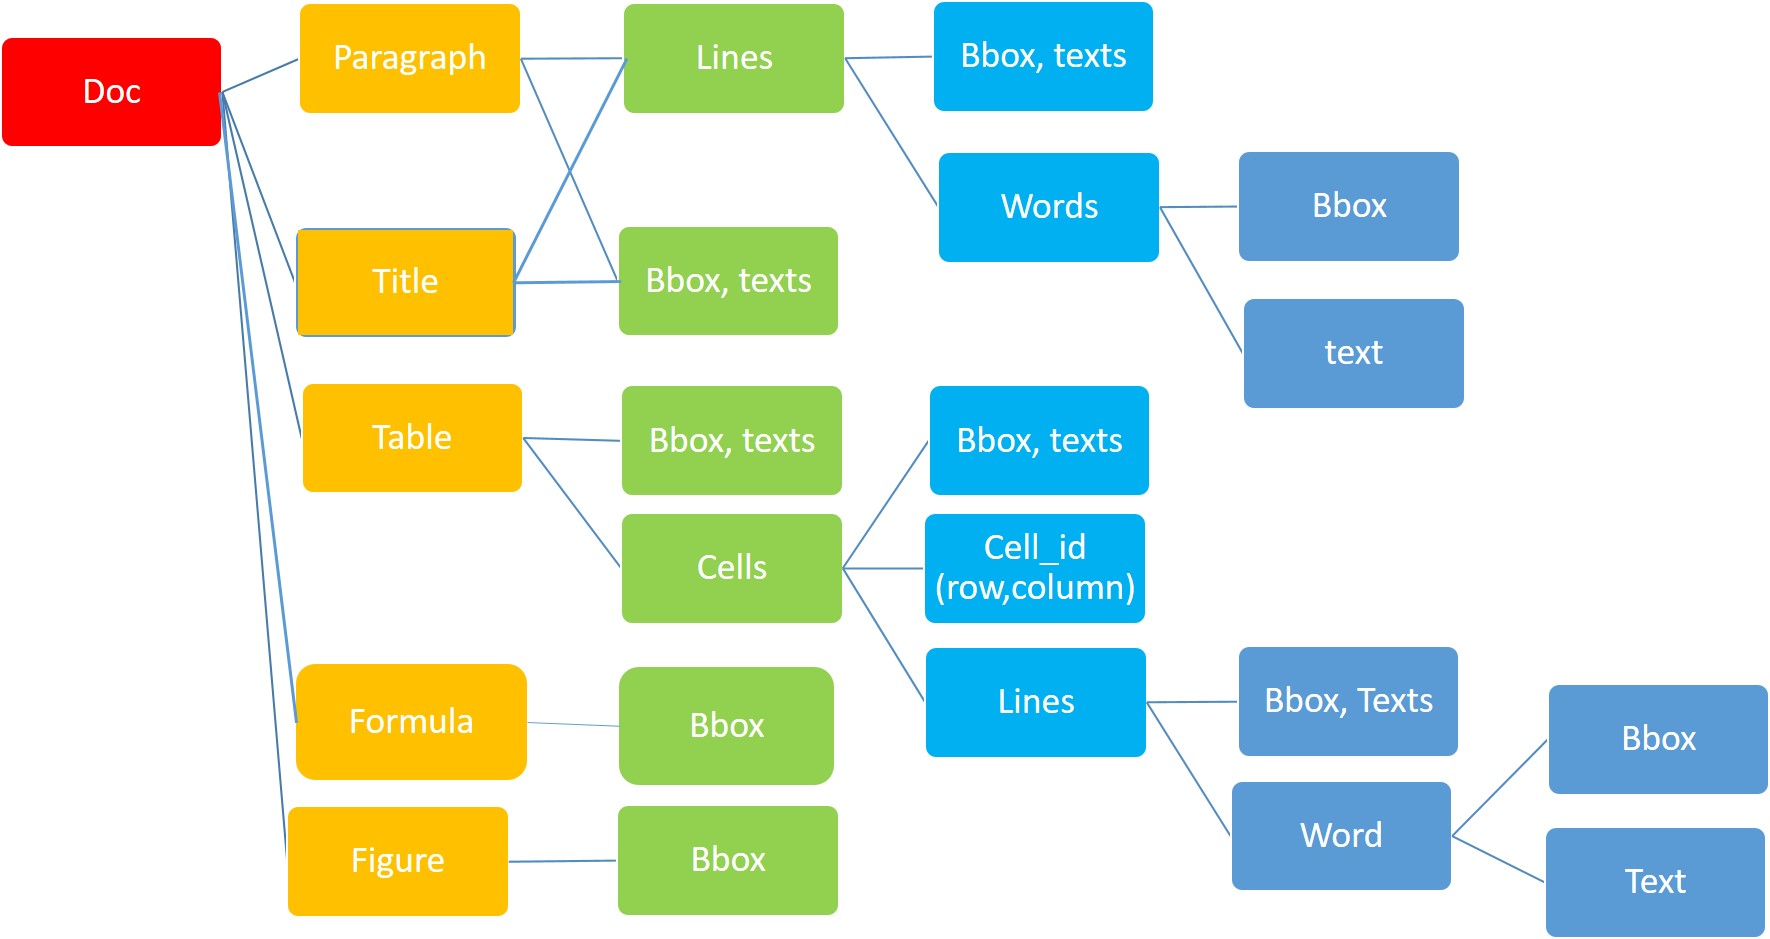 Doc
Paragraph
Lines
Bbox, texts
Words
Bbox
text
Title
Bbox, texts
Table
Bbox, texts
Bbox, texts
Cells
Cell_id
(row,column)
Lines
Bbox, Texts
Word
Bbox
Text
Formula
Bbox
Figure
Bbox